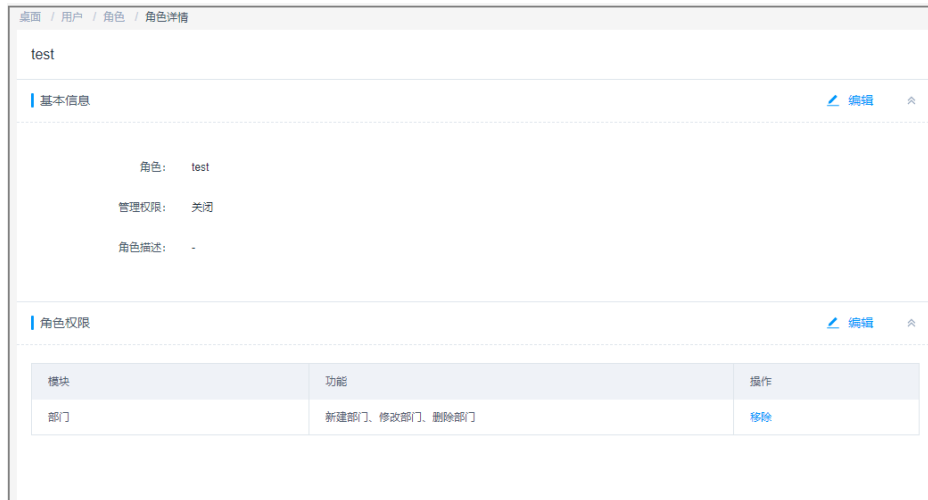 桌面 / 用户 / 角色 / 角色详情
test
基本信息 编辑
角色： test
管理权限： 关闭
角色描述： -
角色权限 编辑
模块 功能 操作
部门 新建部门、修改部门、删除部门 移除